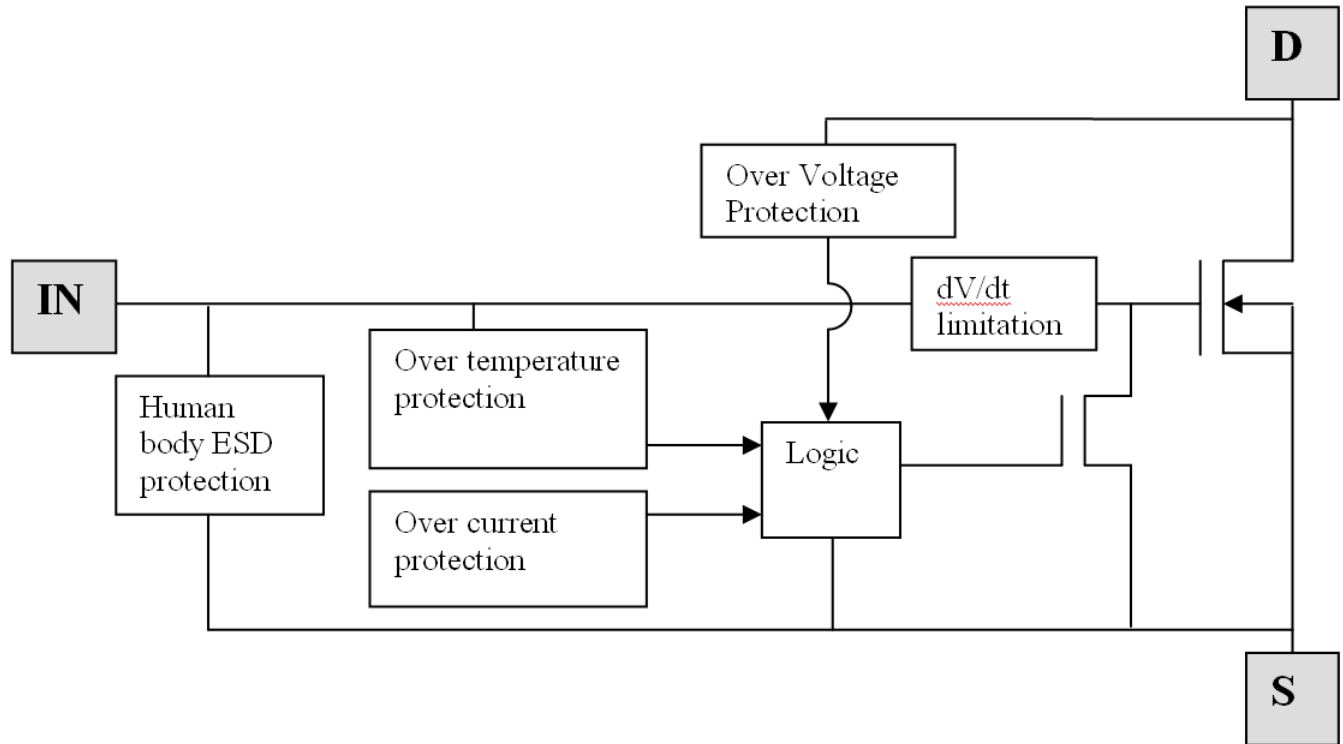 D
Over Voltage
Protection
IN
dV/dt
limitation
Over temperature
protection
Human
body ESD
protection
Logic
Over current
protection
S